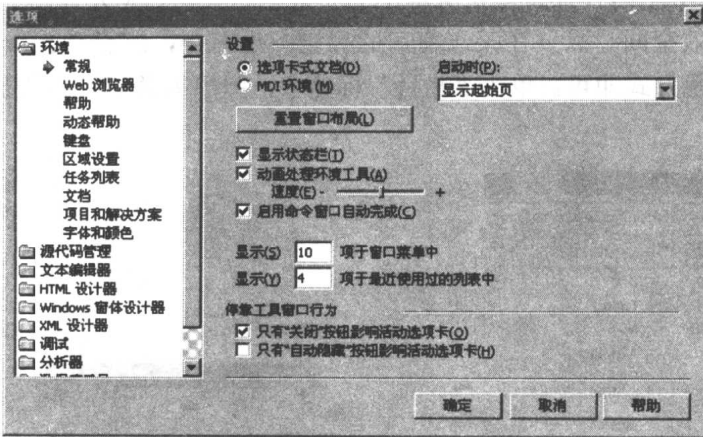 选项
环境
常规
Web 浏览器
帮助
动态帮助
键盘
区域设置
任务列表
文档
项目和解决方案
字体和颜色
源代码管理
文本编辑器
HTML 设计器
Windows 窗体设计器
XML 设计器
调试
分析器
设置
选项卡式文档(D)
MDI 环境(M)
启动时(P):
显示起始页
重置窗口布局(L)
显示状态栏(T)
动画处理环境工具(A)
速度(E) - +
启用命令窗口自动完成(C)
显示(S) 10 项于窗口菜单中
显示(Y) 4 项于最近使用过的列表中
停靠工具窗口行为
只有"关闭"按钮影响活动选项卡(O)
只有"自动隐藏"按钮影响活动选项卡(H)
确定
取消
帮助